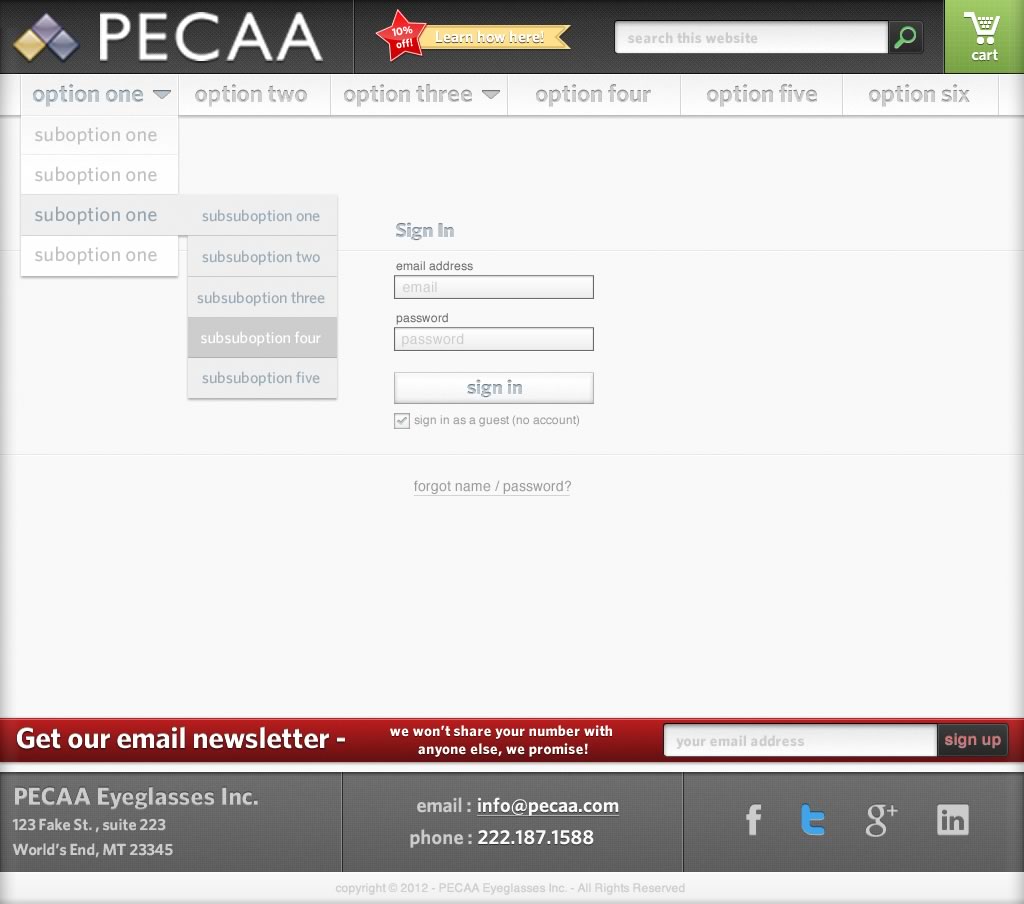 PECAA
10%
off!
Learn how here!
search this website
cart
option one
option two
option three
option four
option five
option six
suboption one
suboption one
suboption one
suboption one
subsuboption one
subsuboption two
subsuboption three
subsuboption four
subsuboption five
Sign In
email address
email
password
password
sign in
sign in as a guest (no account)
forgot name / password?
Get our email newsletter -
we won't share your number with
anyone else, we promise!
your email address
sign up
PECAA Eyeglasses Inc.
123 Fake St. , suite 223
World's End, MT 23345
email : info@pecaa.com
phone : 222.187.1588
f
t
g+
in
copyright © 2012 - PECAA Eyeglasses Inc. - All Rights Reserved